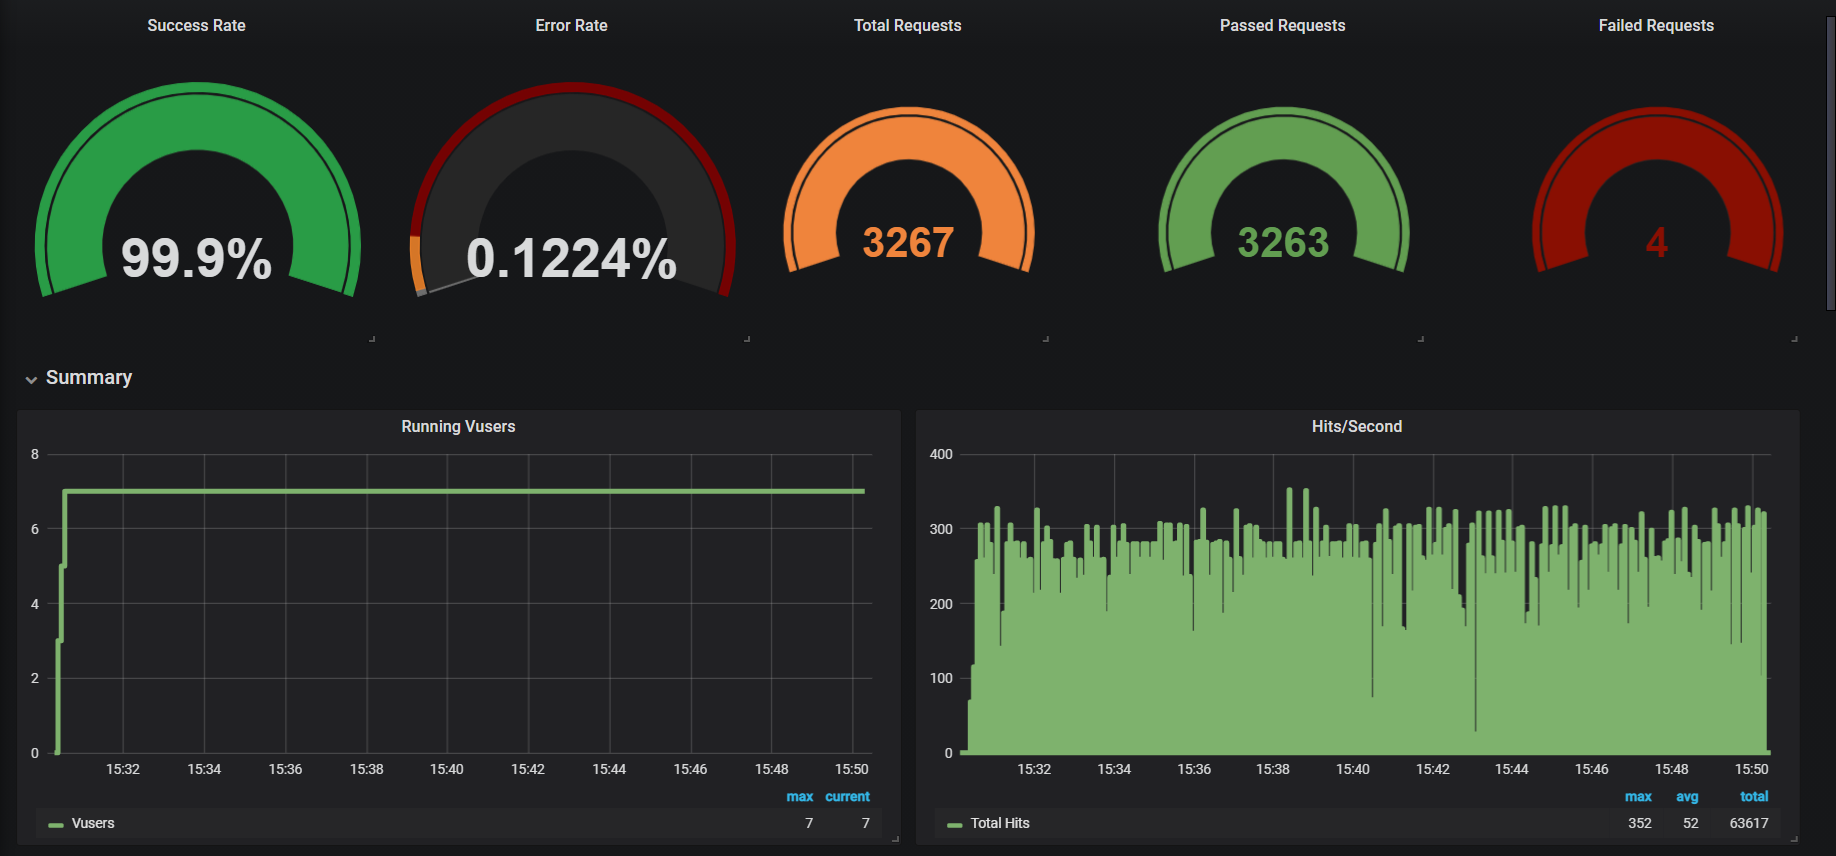 Success Rate
Error Rate
Total Requests
Passed Requests
Failed Requests
99.9%
0.1224%
3267
3263
4
Summary
Running Vusers
8
6
4
2
0
15:32 15:34 15:36 15:38 15:40 15:42 15:44 15:46 15:48 15:50
max current
Vusers 7 7
Hits/Second
400
300
200
100
0
15:32 15:34 15:36 15:38 15:40 15:42 15:44 15:46 15:48 15:50
max avg total
Total Hits 352 52 63617